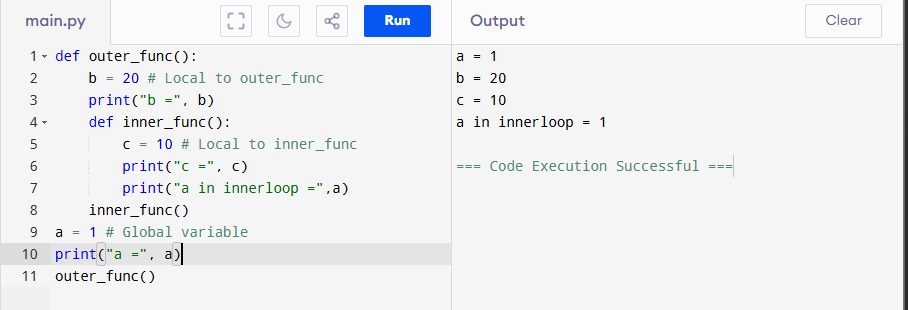 main.py
Run
1 def outer_func():
2     b = 20 # Local to outer_func
3     print("b =", b)
4     def inner_func():
5         c = 10 # Local to inner_func
6         print("c =", c)
7         print("a in innerloop =",a)
8     inner_func()
9 a = 1 # Global variable
10 print("a =", a)
11 outer_func()
Output
Clear
a = 1
b = 20
c = 10
a in innerloop = 1
=== Code Execution Successful ===